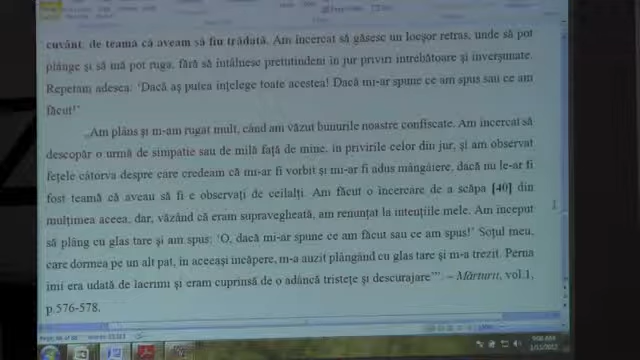 cuvânt, de teamă că aveam să fiu trădată. Am încercat să găsesc un locșor retras, unde să pot
plânge și să mă pot ruga, fără să întâlnesc pretutindeni în jur priviri întrebătoare și înverșunate.
Repetam adesea: 'Dacă aș putea înțelege toate acestea! Dacă mi-ar spune ce am spus sau ce am
făcut!'
„Am plâns și m-am rugat mult, când am văzut bunurile noastre confiscate. Am încercat să
descopăr o urmă de simpatie sau de milă față de mine, în privirile celor din jur, și am observat
fețele câtorva despre care credeam că mi-ar fi vorbit și mi-ar fi adus mângâiere, dacă nu le-ar fi
fost teamă că aveau să fi e observați de ceilalți. Am făcut o încercare de a scăpa [40] din
mulțimea aceea, dar, văzând că eram supravegheată, am renunțat la intențiile mele. Am început
să plâng cu glas tare și am spus: 'O, dacă mi-ar spune ce am făcut sau ce am spus!' Soțul meu,
care dormea pe un alt pat, în aceeași încăpere, m-a auzit plângând cu glas tare și m-a trezit. Perna
îmi era udată de lacrimi și eram cuprinsă de o adâncă tristețe și descurajare'" – Mărturii, vol.1,
p.576-578.